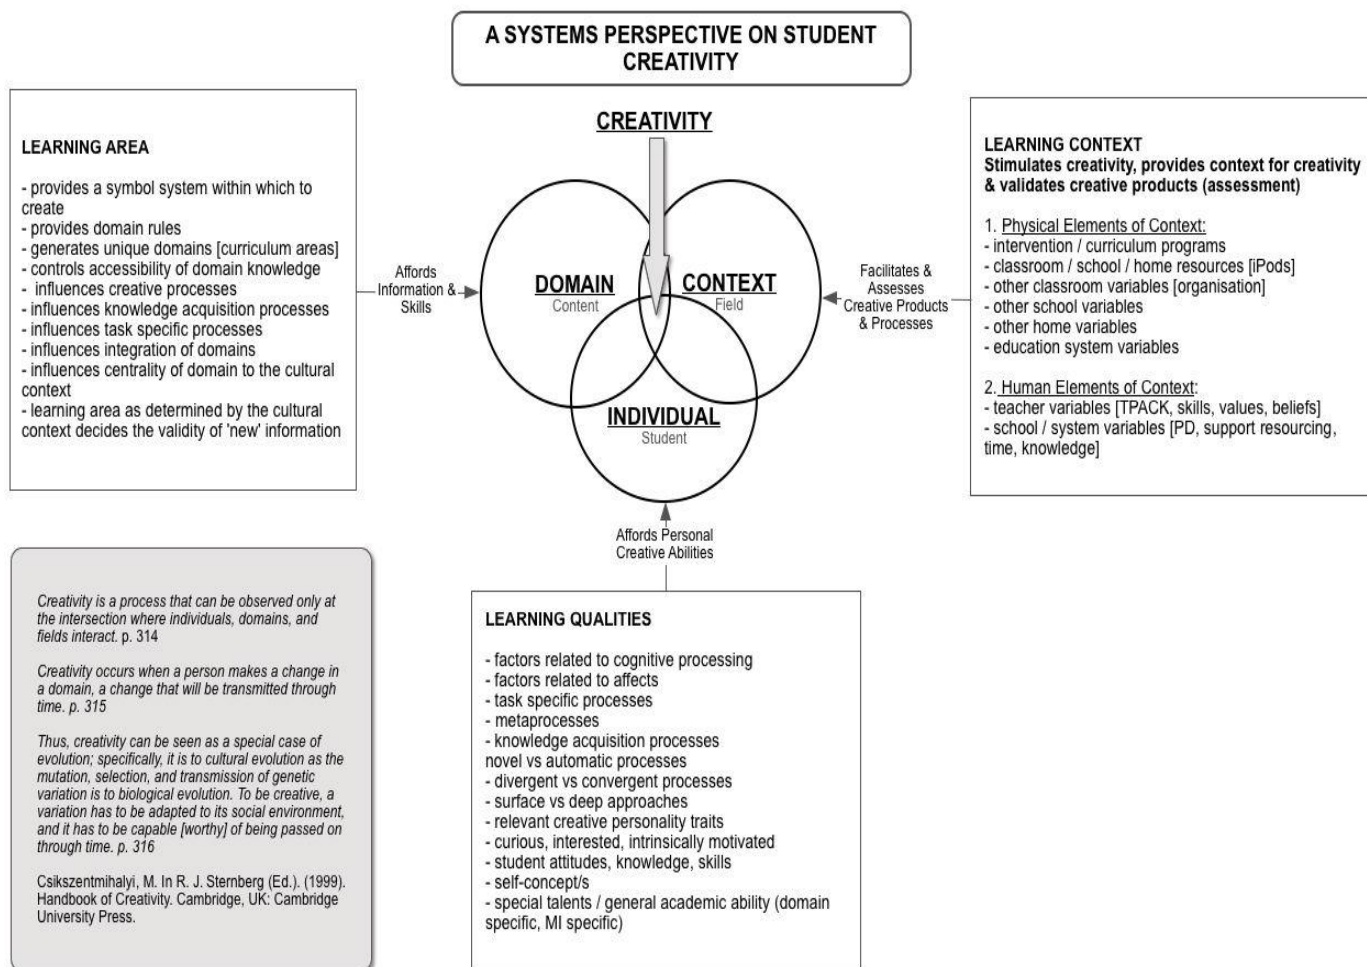 A SYSTEMS PERSPECTIVE ON STUDENT
CREATIVITY
LEARNING AREA
- provides a symbol system within which to
create
- provides domain rules
- generates unique domains [curriculum areas]
- controls accessibility of domain knowledge
- influences creative processes
- influences knowledge acquisition processes
- influences task specific processes
- influences integration of domains
- influences centrality of domain to the cultural
context
- learning area as determined by the cultural
context decides the validity of 'new' information
Affords
Information &
Skills
CREATIVITY
DOMAIN
Content
CONTEXT
Field
INDIVIDUAL
Student
Facilitates &
Assesses
Creative Products
& Processes
LEARNING CONTEXT
Stimulates creativity, provides context for creativity
& validates creative products (assessment)
1. Physical Elements of Context:
- intervention / curriculum programs
- classroom / school / home resources [iPods]
- other classroom variables [organisation]
- other school variables
- other home variables
- education system variables
2. Human Elements of Context:
- teacher variables [TPACK, skills, values, beliefs]
- school / system variables [PD, support resourcing,
time, knowledge]
Affords Personal
Creative Abilities
Creativity is a process that can be observed only at
the intersection where individuals, domains, and
fields interact. p. 314
Creativity occurs when a person makes a change in
a domain, a change that will be transmitted through
time. p. 315
Thus, creativity can be seen as a special case of
evolution; specifically, it is to cultural evolution as the
mutation, selection, and transmission of genetic
variation is to biological evolution. To be creative, a
variation has to be adapted to its social environment,
and it has to be capable [worthy] of being passed on
through time. p. 316
Csikszentmihalyi, M. In R. J. Sternberg (Ed.). (1999).
Handbook of Creativity. Cambridge, UK: Cambridge
University Press.
LEARNING QUALITIES
- factors related to cognitive processing
- factors related to affects
- task specific processes
- metaprocesses
- knowledge acquisition processes
novel vs automatic processes
- divergent vs convergent processes
- surface vs deep approaches
- relevant creative personality traits
- curious, interested, intrinsically motivated
- student attitudes, knowledge, skills
- self-concept/s
- special talents / general academic ability (domain
specific, MI specific)